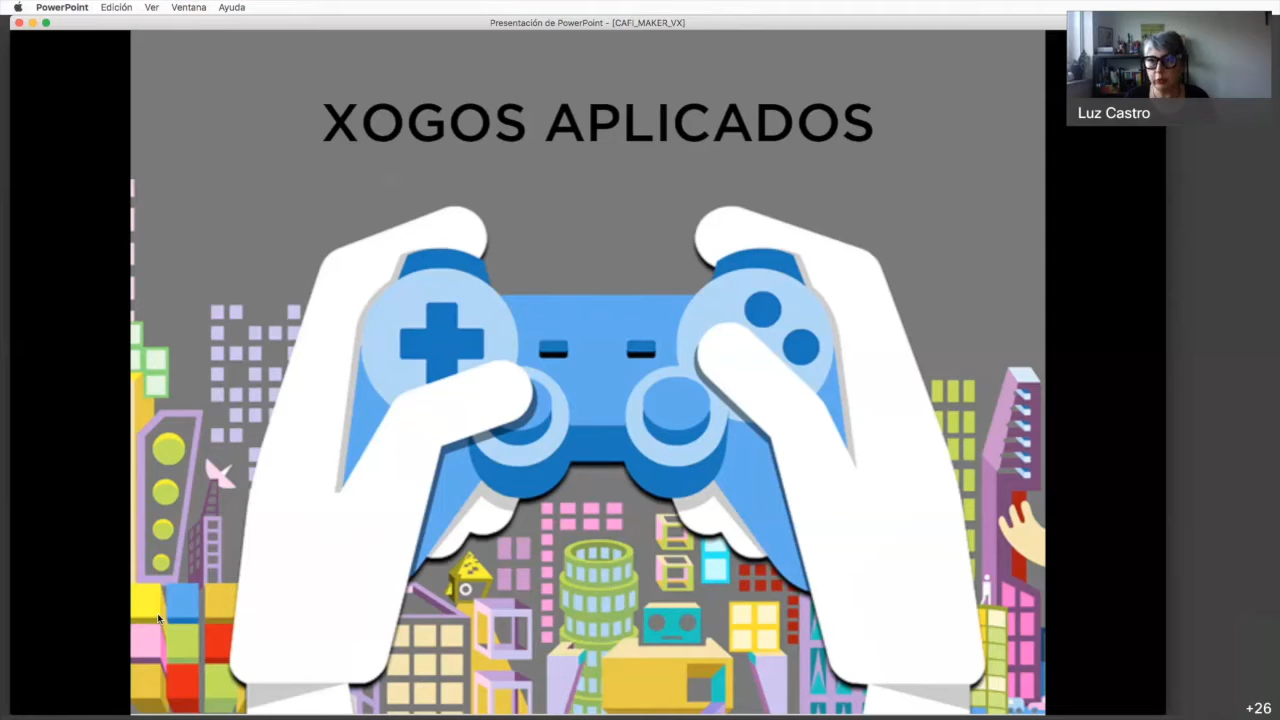 PowerPoint Edición Ver Ventana Ayuda
Presentación de PowerPoint - [CAFI_MAKER_VX]
XOGOS APLICADOS
Luz Castro
+26